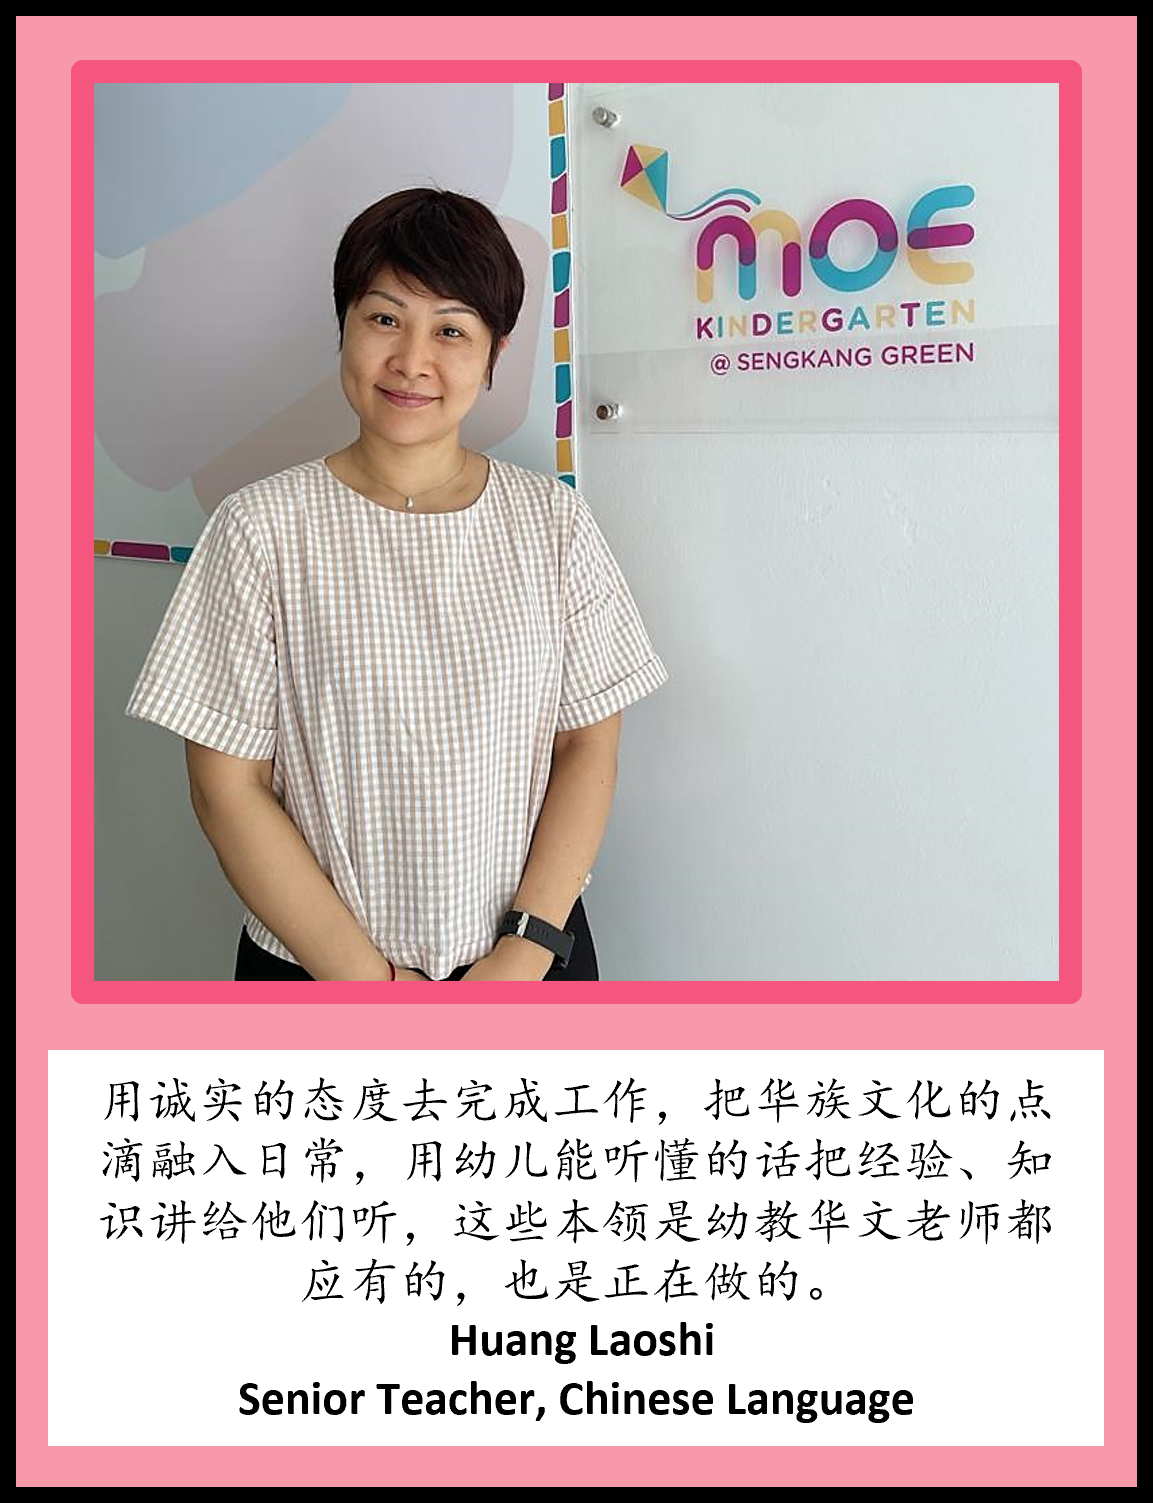 moe
KINDERGARTEN
@ SENGKANG GREEN
用诚实的态度去完成工作，把华族文化的点
滴融入日常，用幼儿能听懂的话把经验、知
识讲给他们听，这些本领是幼教华文老师都
应有的，也是正在做的。
Huang Laoshi
Senior Teacher, Chinese Language